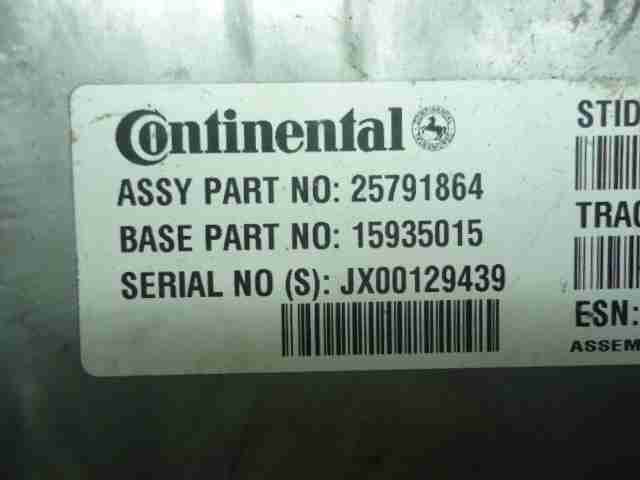 Continental
ASSY PART NO: 25791864
BASE PART NO: 15935015
SERIAL NO (S): JX00129439
STID
TRAC
ESN:
ASSEM